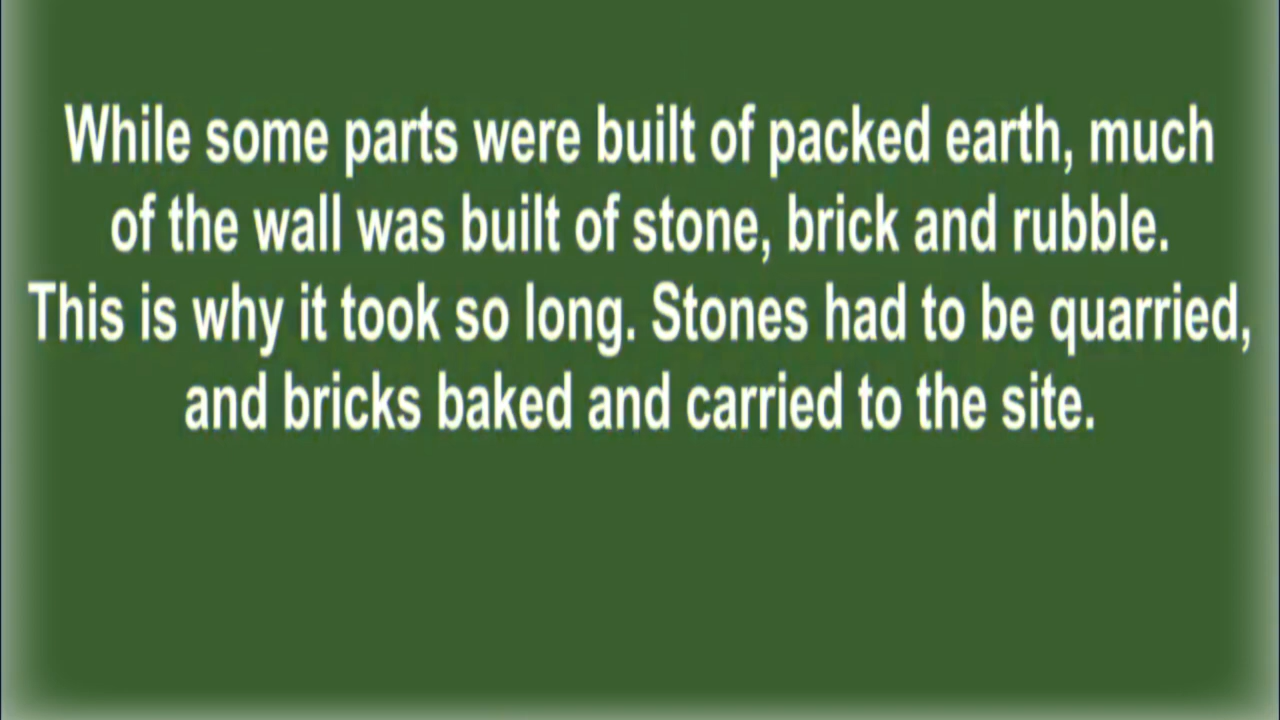 While some parts were built of packed earth, much
of the wall was built of stone, brick and rubble.
This is why it took so long. Stones had to be quarried,
and bricks baked and carried to the site.